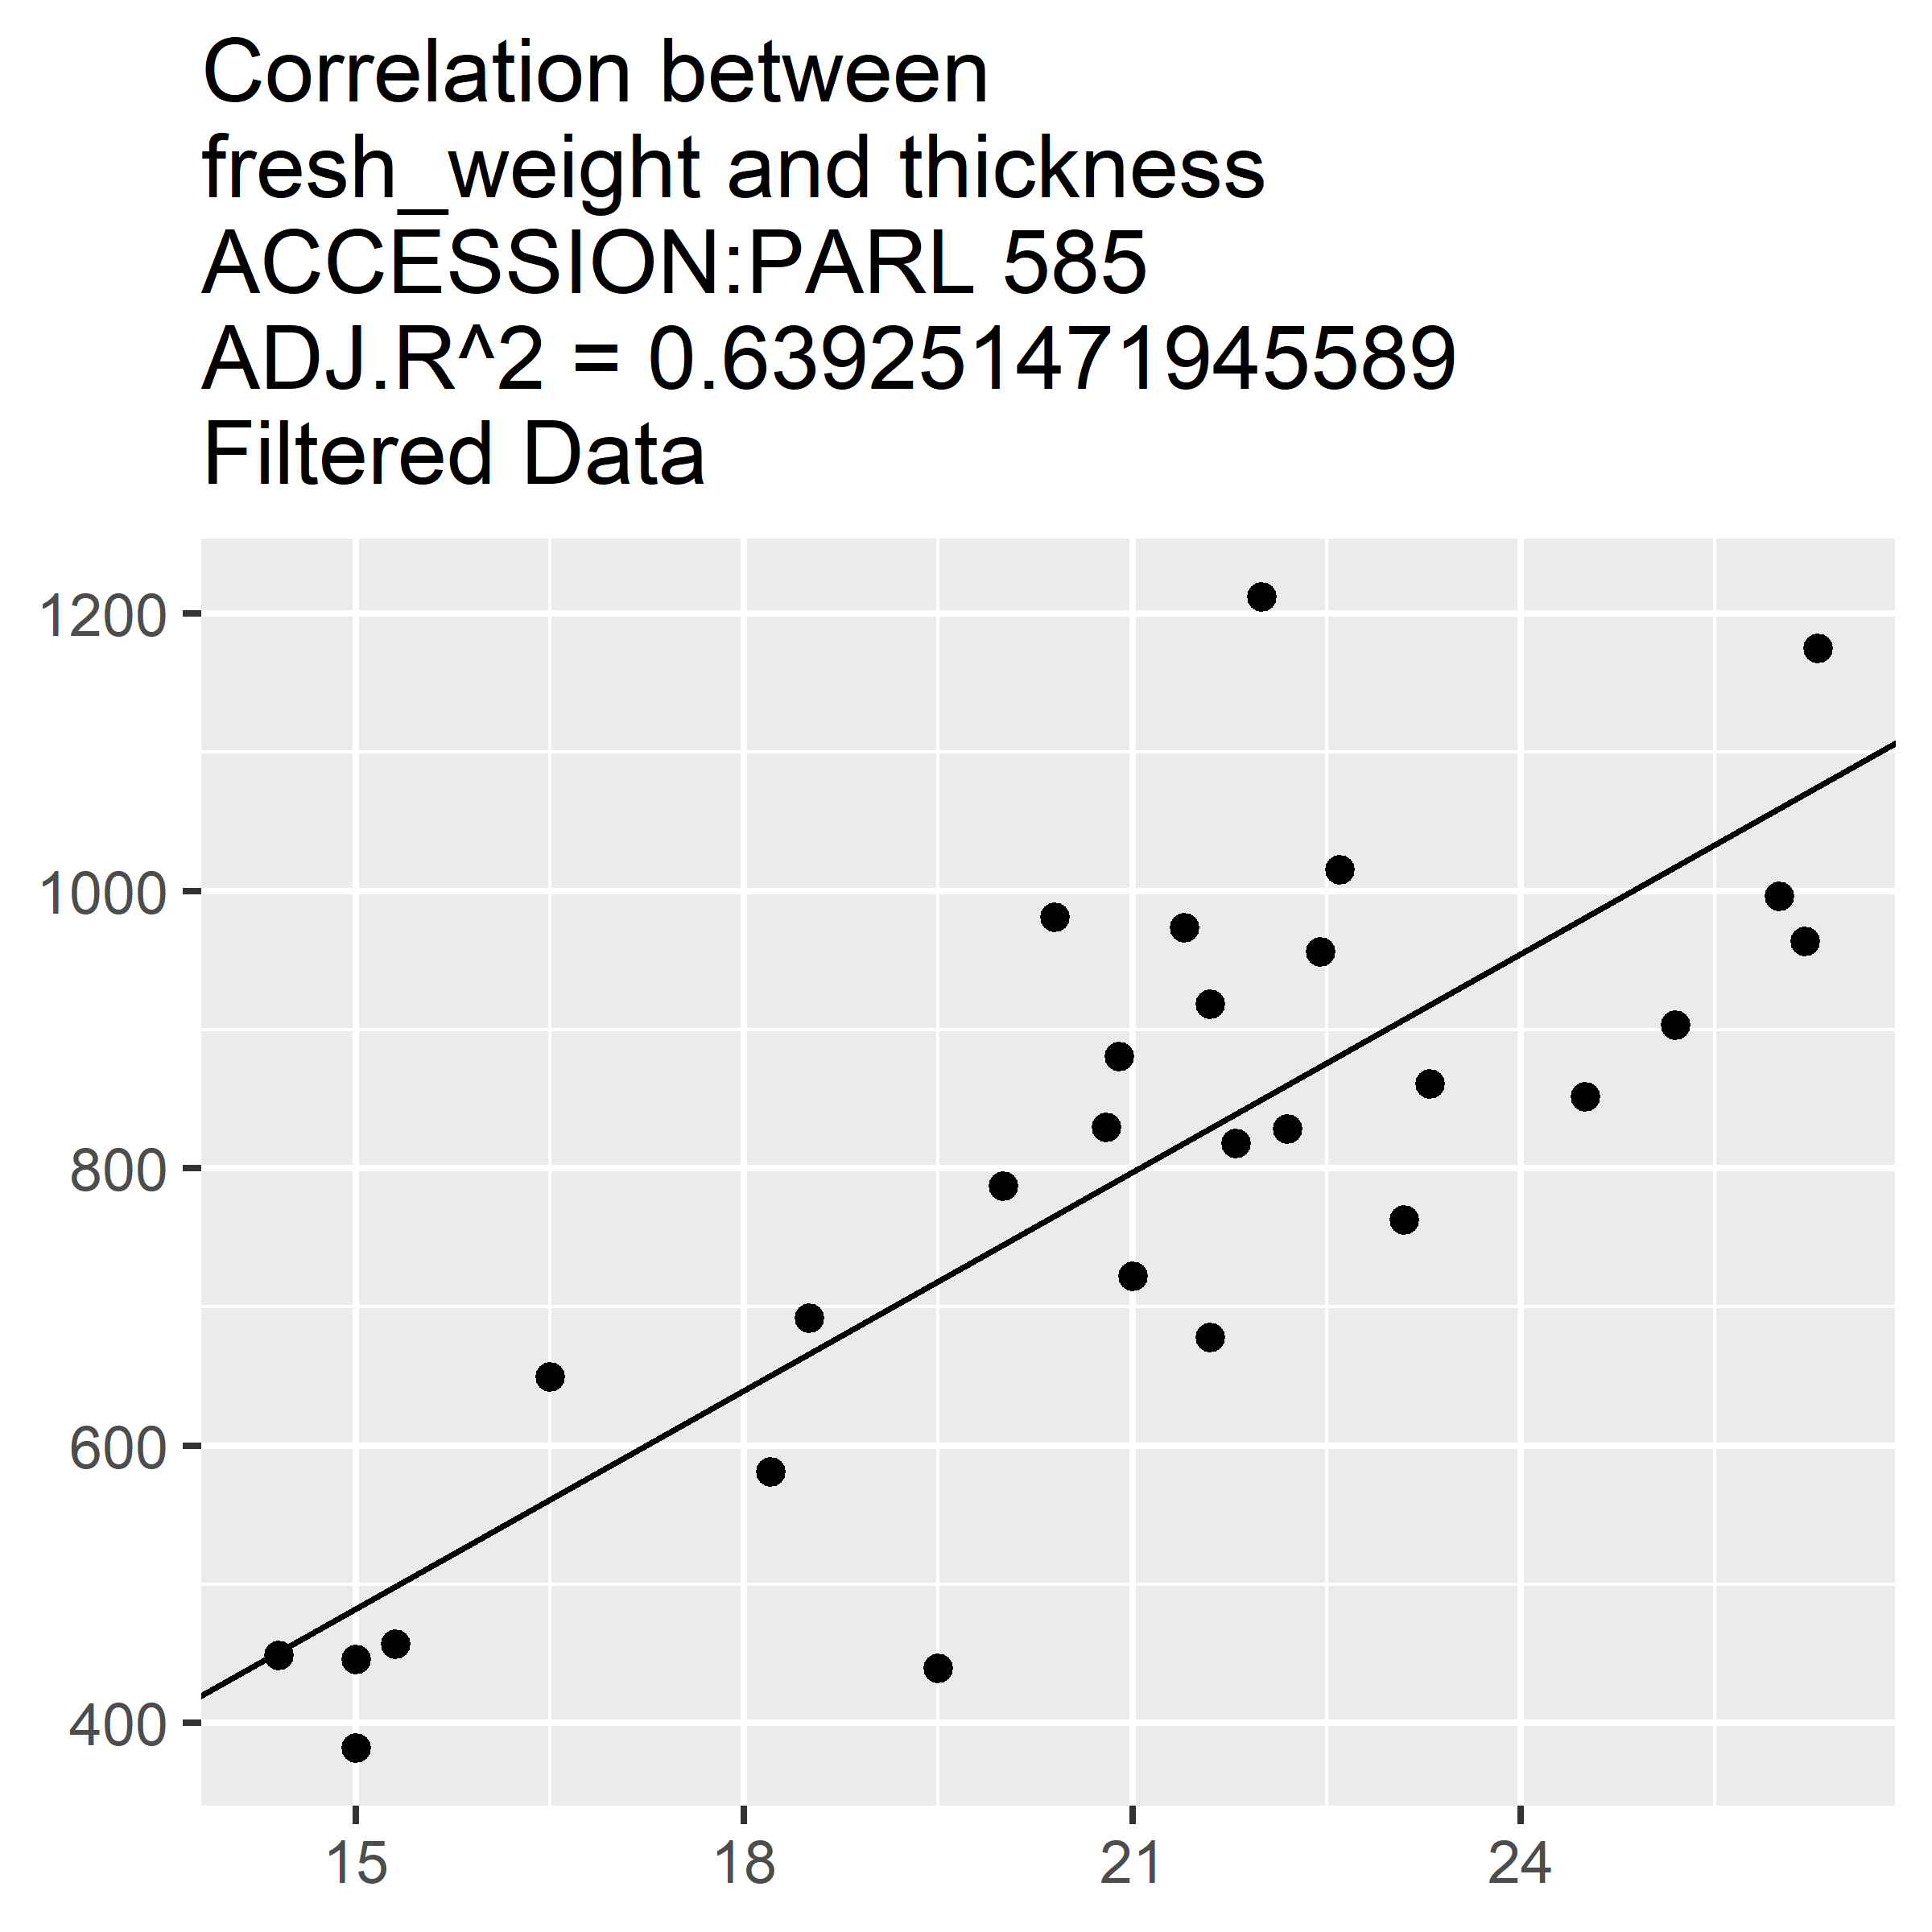 Correlation between
fresh_weight and thickness
ACCESSION:PARL 585
ADJ.R^2 = 0.639251471945589
Filtered Data
1200
1000
800
600
400
15 18 21 24